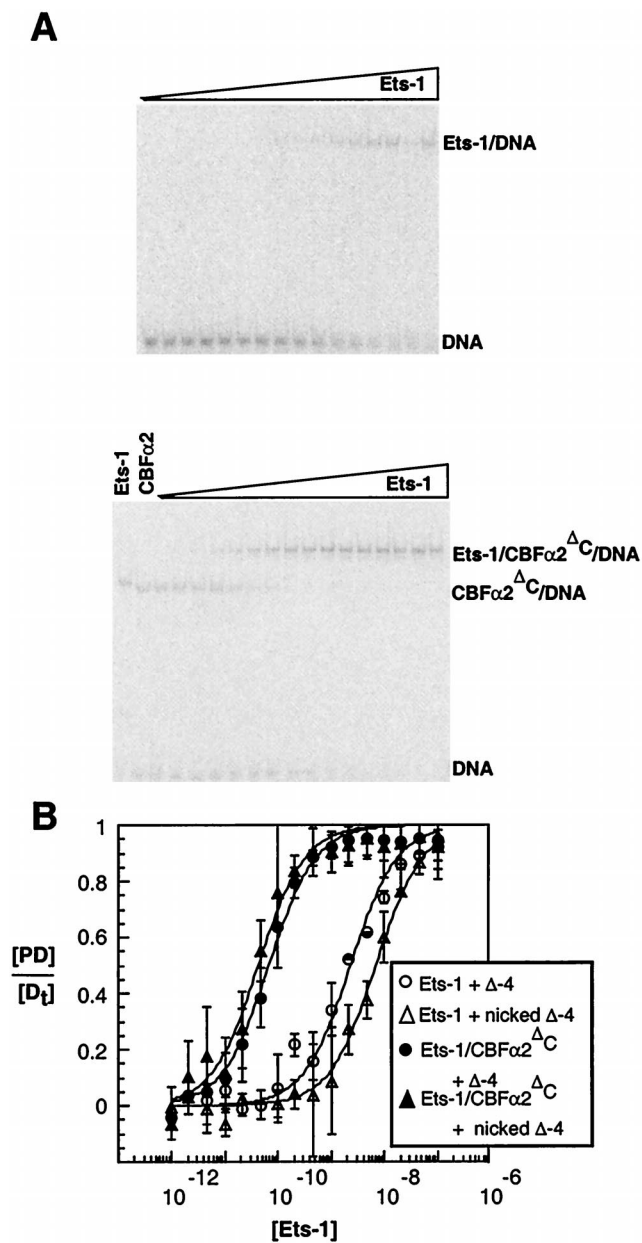 A
Ets-1
Ets-1/DNA
DNA
Ets-1
CBFα2
Ets-1
Ets-1/CBFα2ΔC/DNA
CBFα2ΔC/DNA
DNA
B
1
0.8
0.6
0.4
0.2
0
[PD]
[Dt]
Ets-1 + Δ-4
Ets-1 + nicked Δ-4
Ets-1/CBFα2ΔC
+ Δ-4
Ets-1/CBFα2ΔC
+ nicked Δ-4
10-12
10-10
10-8
10-6
[Ets-1]